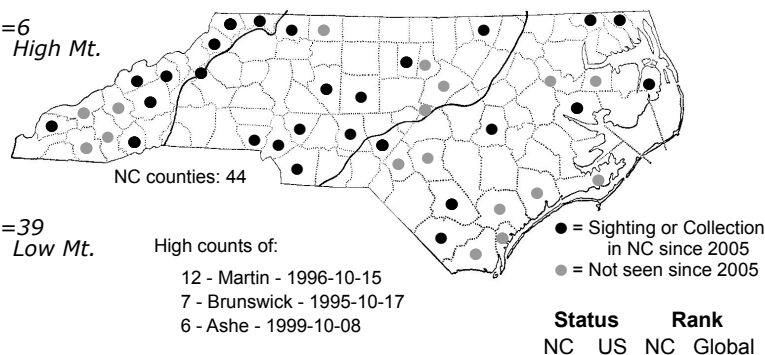 =6
High Mt.
NC counties: 44
=39
Low Mt.
High counts of:
12 - Martin - 1996-10-15
7 - Brunswick - 1995-10-17
6 - Ashe - 1999-10-08
● = Sighting or Collection
in NC since 2005
● = Not seen since 2005
Status Rank
NC US NC Global